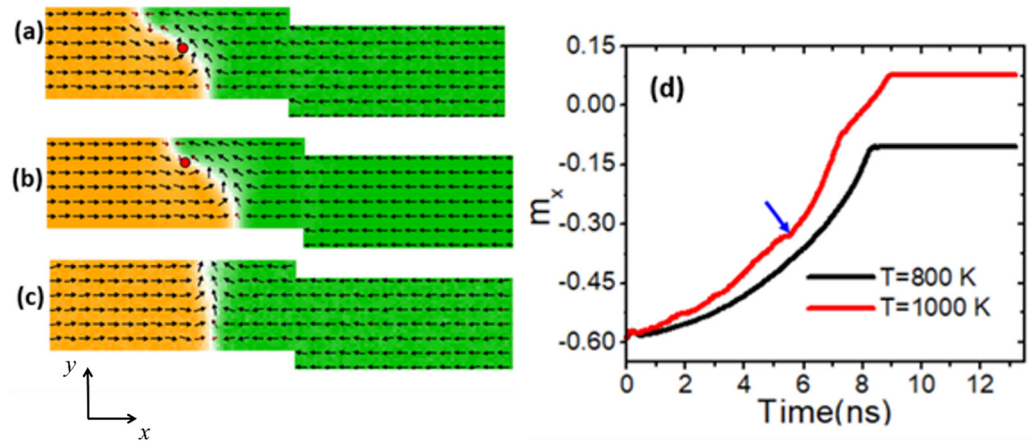 (a)
(b)
(c)
y
x
(d)
0.15
0.00
-0.15
-0.30
-0.45
-0.60
mx
T=800 K
T=1000 K
0 2 4 6 8 10 12
Time(ns)